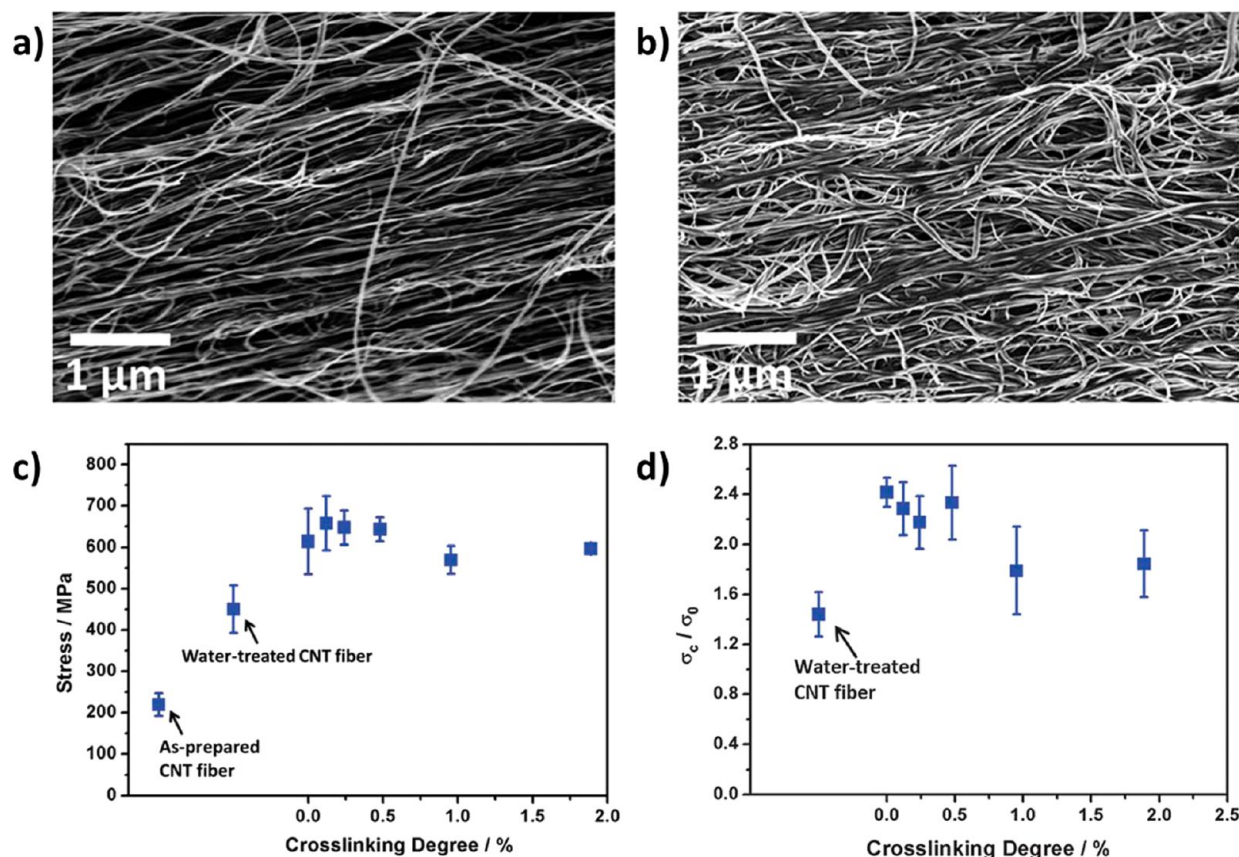 a)
b)
1 μm
1 μm
c)
d)
800
700
600
500
400
300
200
100
0
Stress / MPa
Water-treated CNT fiber
As-prepared
CNT fiber
0.0
0.5
1.0
1.5
2.0
Crosslinking Degree / %
2.8
2.4
2.0
1.6
1.2
0.8
0.4
0.0
σc / σ0
Water-treated
CNT fiber
0.0
0.5
1.0
1.5
2.0
2.5
Crosslinking Degree / %